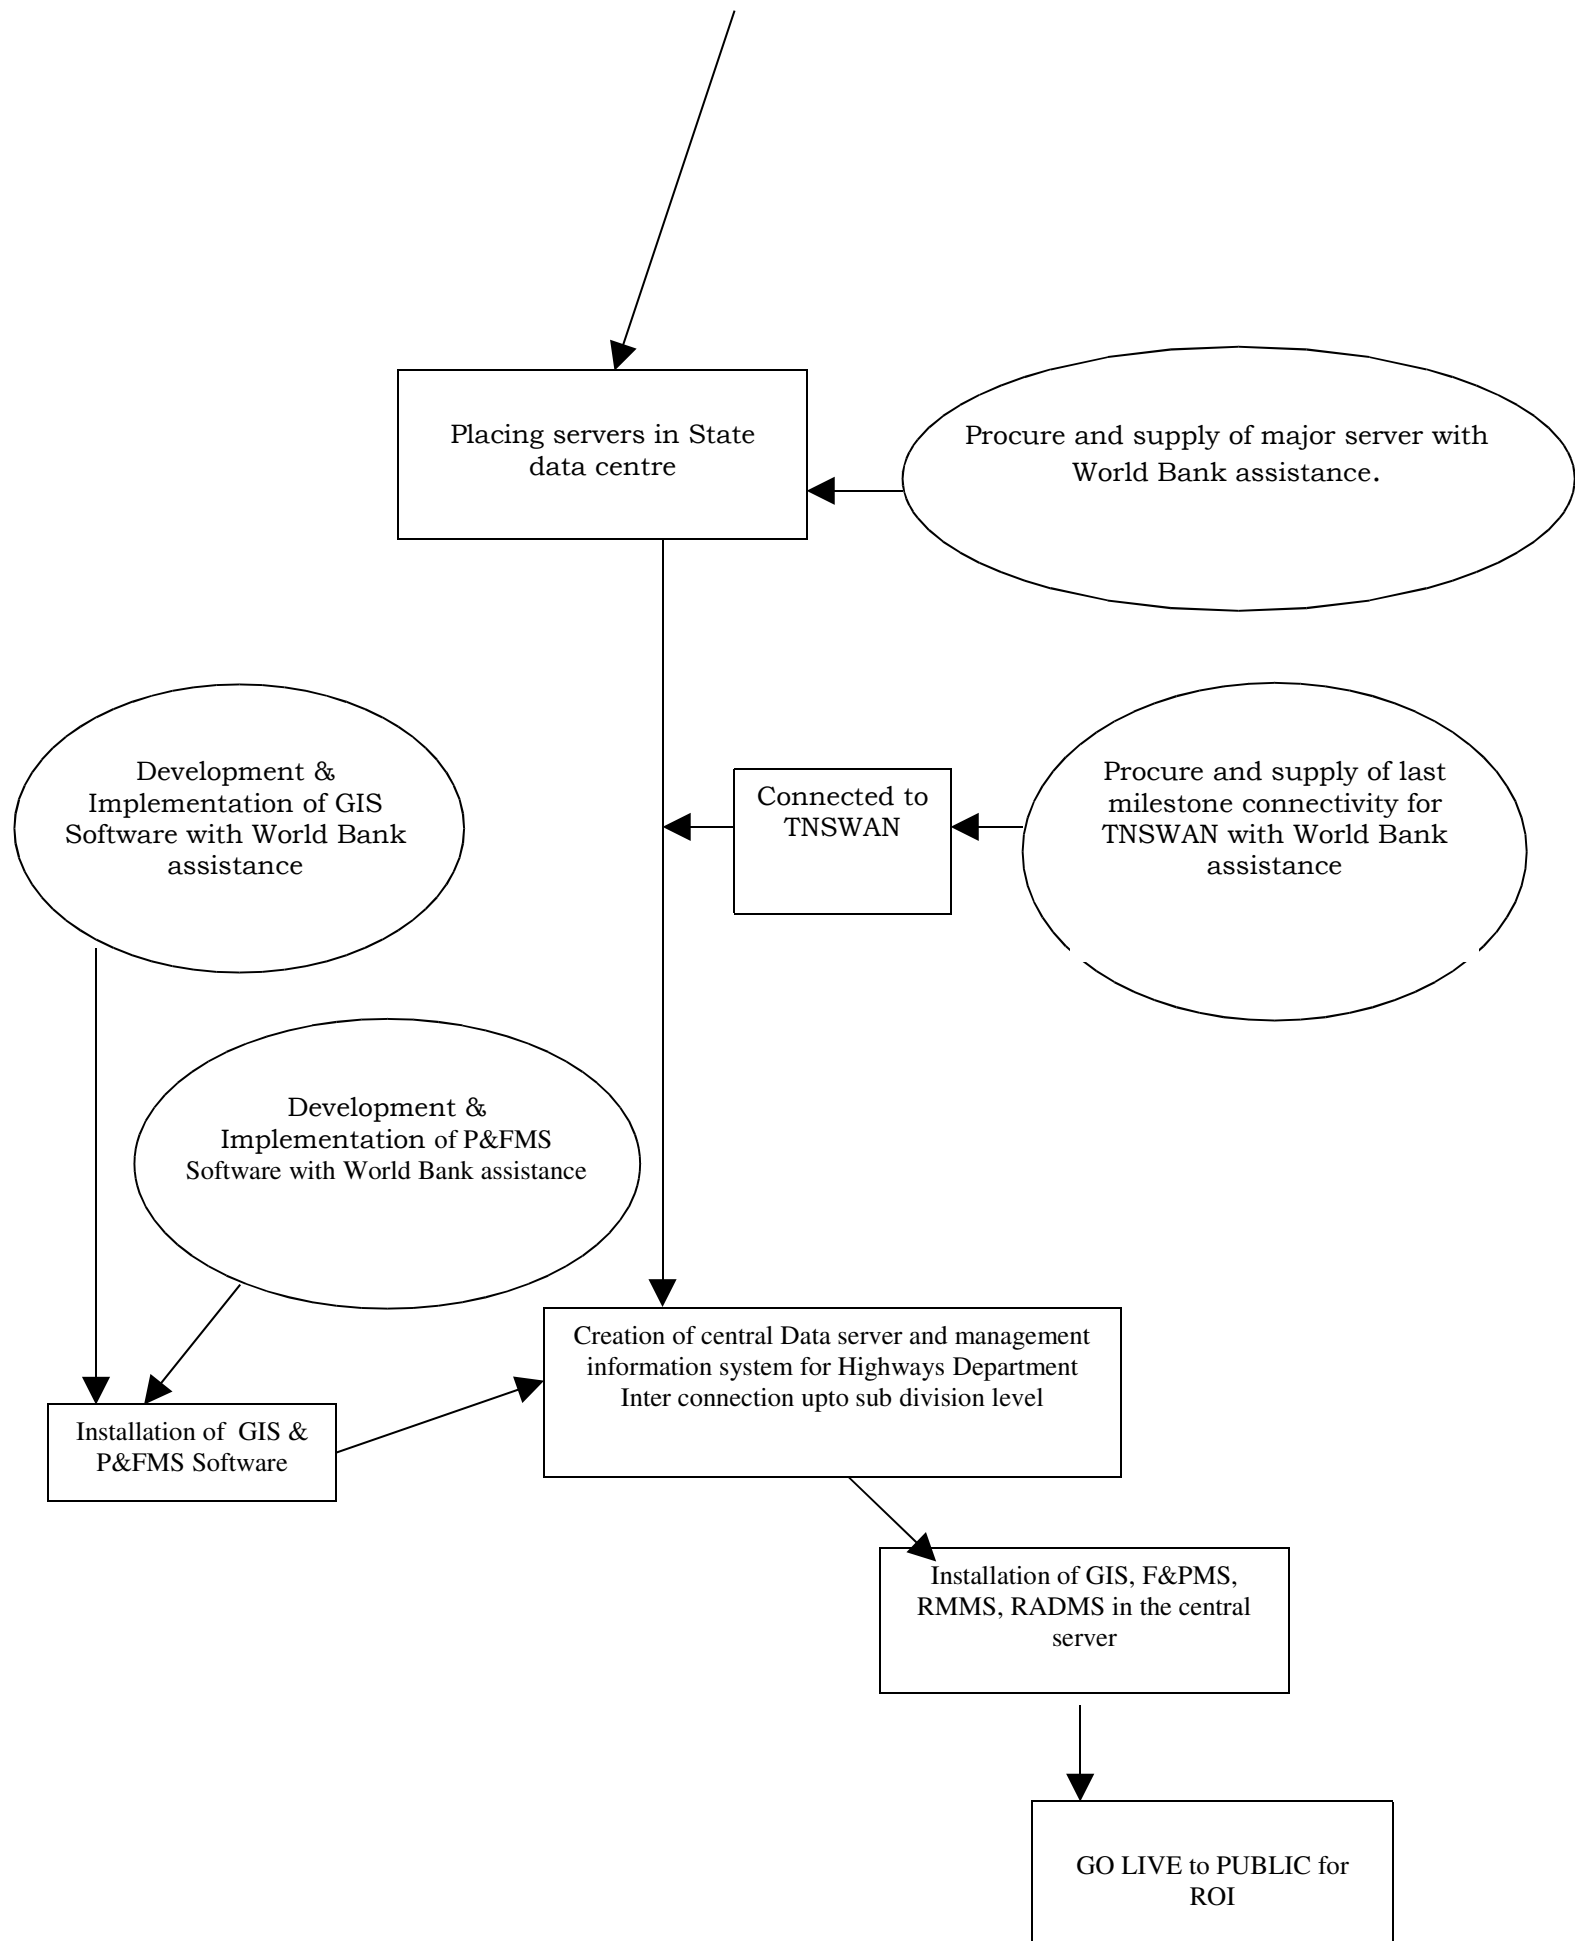 Placing servers in State
data centre
Procure and supply of major server with
World Bank assistance.
Development &
Implementation of GIS
Software with World Bank
assistance
Connected to
TNSWAN
Procure and supply of last
milestone connectivity for
TNSWAN with World Bank
assistance
Development &
Implementation of P&FMS
Software with World Bank assistance
Creation of central Data server and management
information system for Highways Department
Inter connection upto sub division level
Installation of GIS &
P&FMS Software
Installation of GIS, F&PMS,
RMMS, RADMS in the central
server
GO LIVE to PUBLIC for
ROI